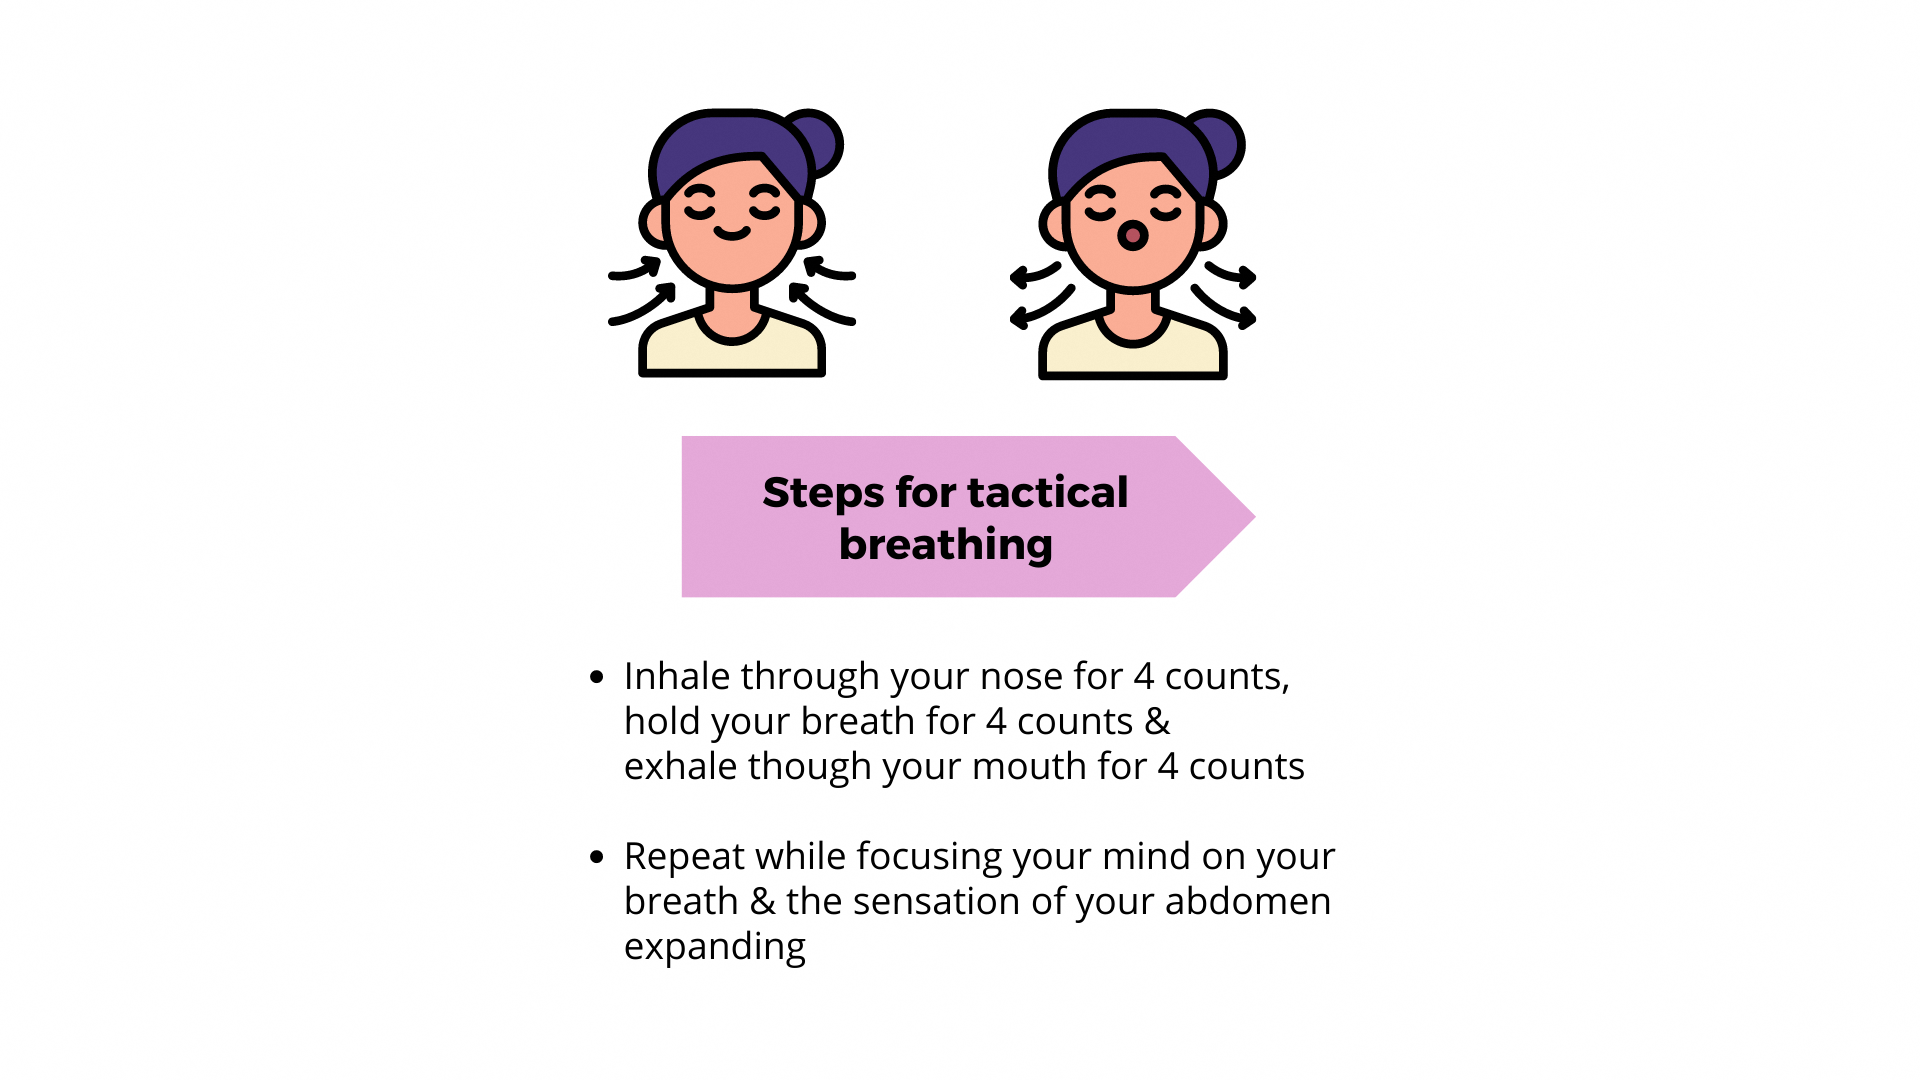 Steps for tactical
breathing
• Inhale through your nose for 4 counts,
hold your breath for 4 counts &
exhale though your mouth for 4 counts
• Repeat while focusing your mind on your
breath & the sensation of your abdomen
expanding